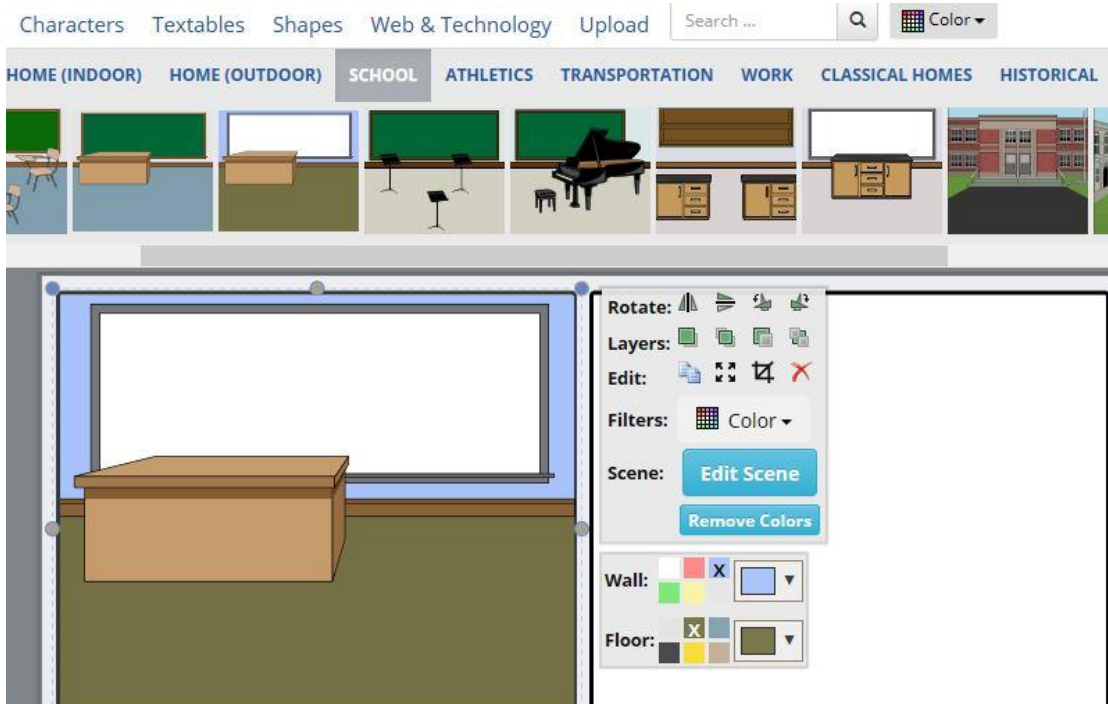 Characters Textables Shapes Web & Technology Upload Search ... Color
HOME (INDOOR) HOME (OUTDOOR) SCHOOL ATHLETICS TRANSPORTATION WORK CLASSICAL HOMES HISTORICAL
Rotate:
Layers:
Edit:
Filters: Color
Scene: Edit Scene
Remove Colors
Wall: X
Floor: X